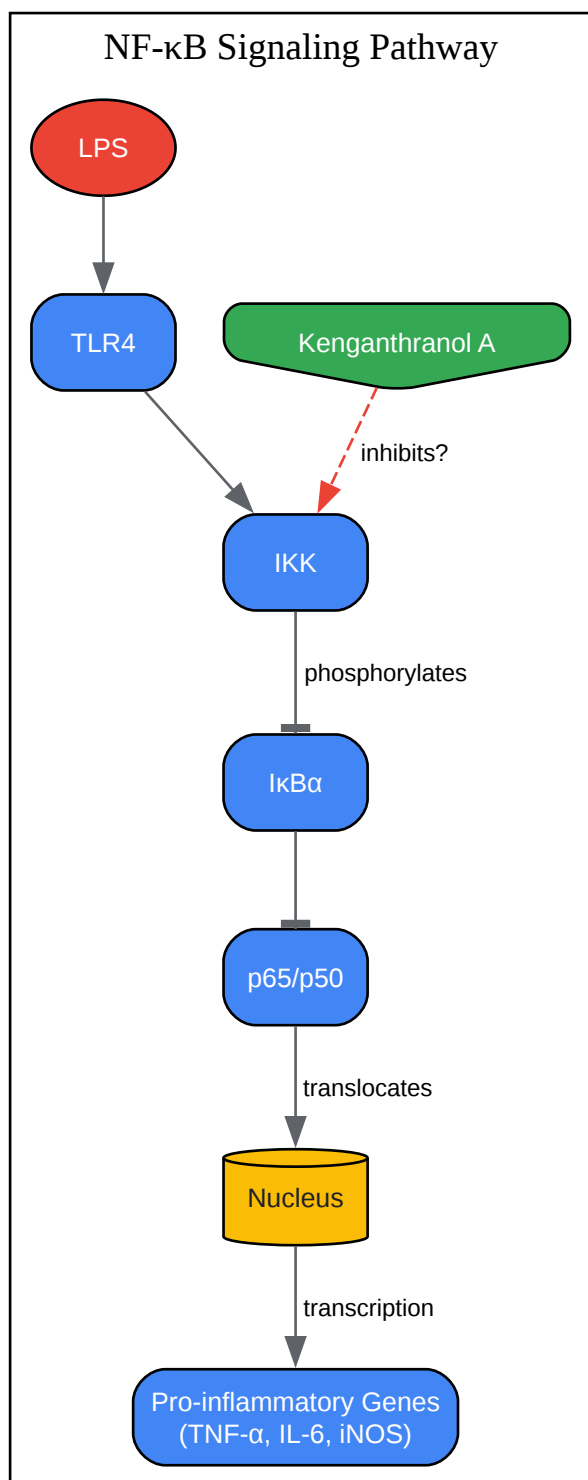 NF-κB Signaling Pathway
LPS
TLR4
Kenganthranol A
inhibits?
IKK
phosphorylates
IκBα
p65/p50
translocates
Nucleus
transcription
Pro-inflammatory Genes
(TNF-α, IL-6, iNOS)